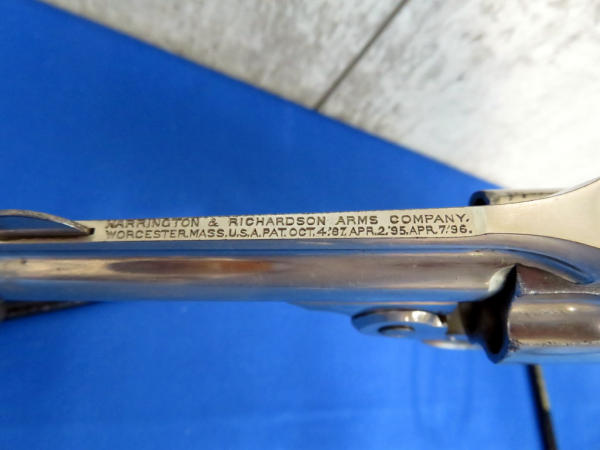 HARRINGTON & RICHARDSON ARMS COMPANY.
WORCESTER, MASS. U.S.A. PAT. OCT. 4. '87. APR. 2. '95. APR. 7. '96.